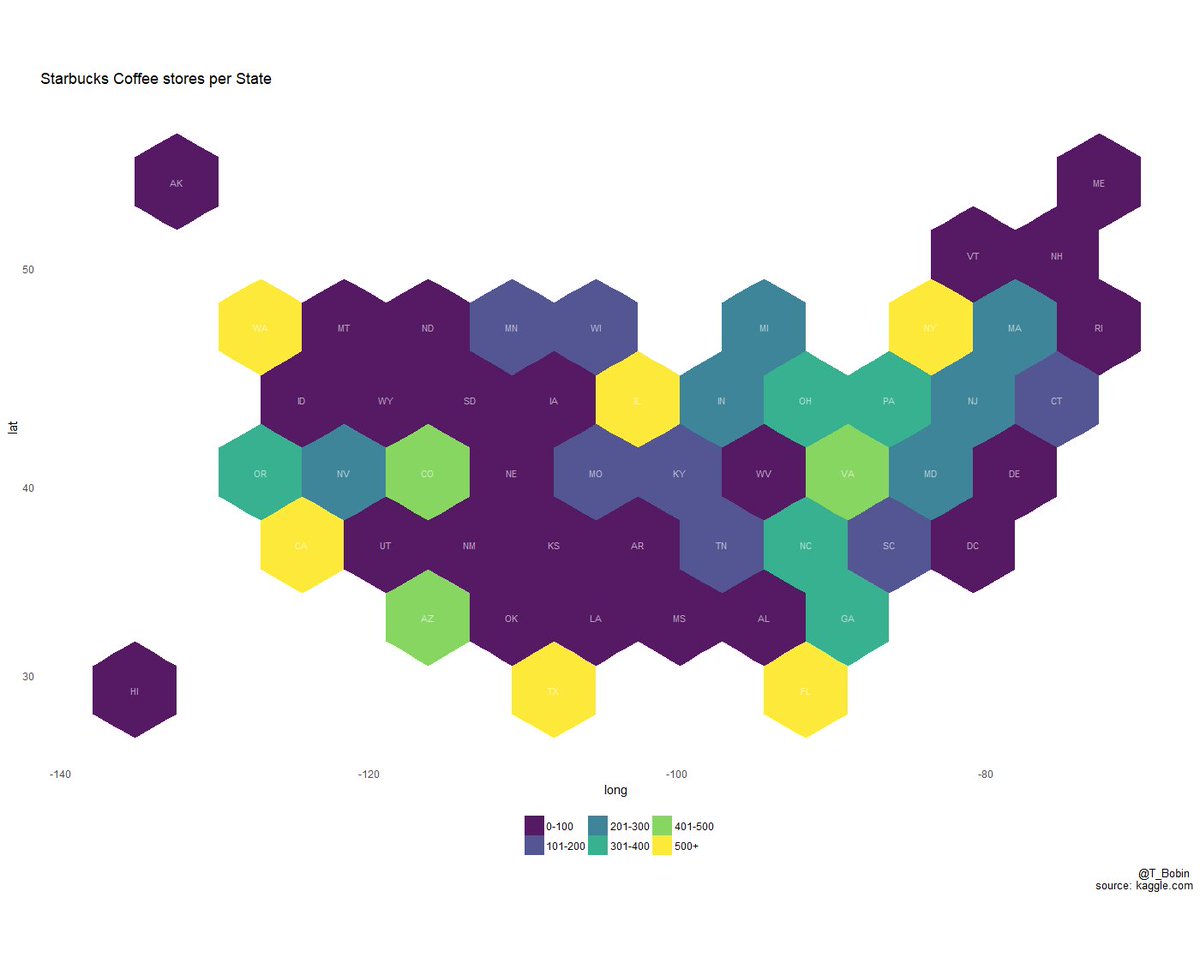 Starbucks Coffee stores per State
AK
ME
50
VT NH
WA MT ND MN WI MI NY MA RI
ID WY SD IA IL IN OH PA NJ CT
lat
OR NV CO NE MO KY WV VA MD DE
40
CA UT NM KS AR TN NC SC DC
AZ OK LA MS AL GA
30
HI TX FL
-140 -120 -100 -80
long
0-100 201-300 401-500
101-200 301-400 500+
@T_Bobin
source: kaggle.com